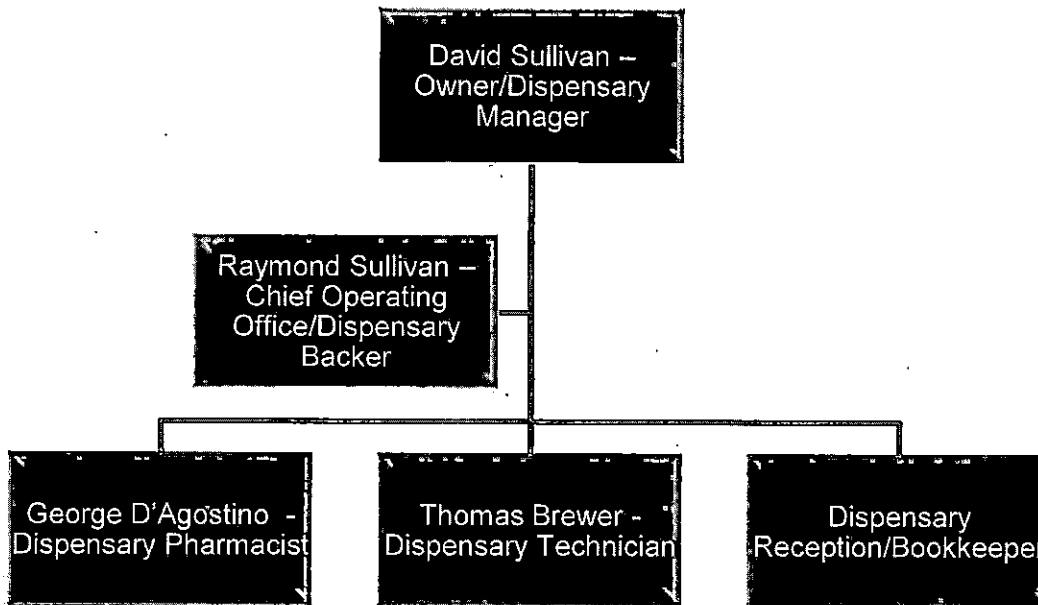 David Sullivan –
Owner/Dispensary
Manager
Raymond Sullivan –
Chief Operating
Office/Dispensary
Backer
George D'Agostino -
Dispensary Pharmacist
Thomas Brewer -
Dispensary Technician
Dispensary
Reception/Bookkeeper